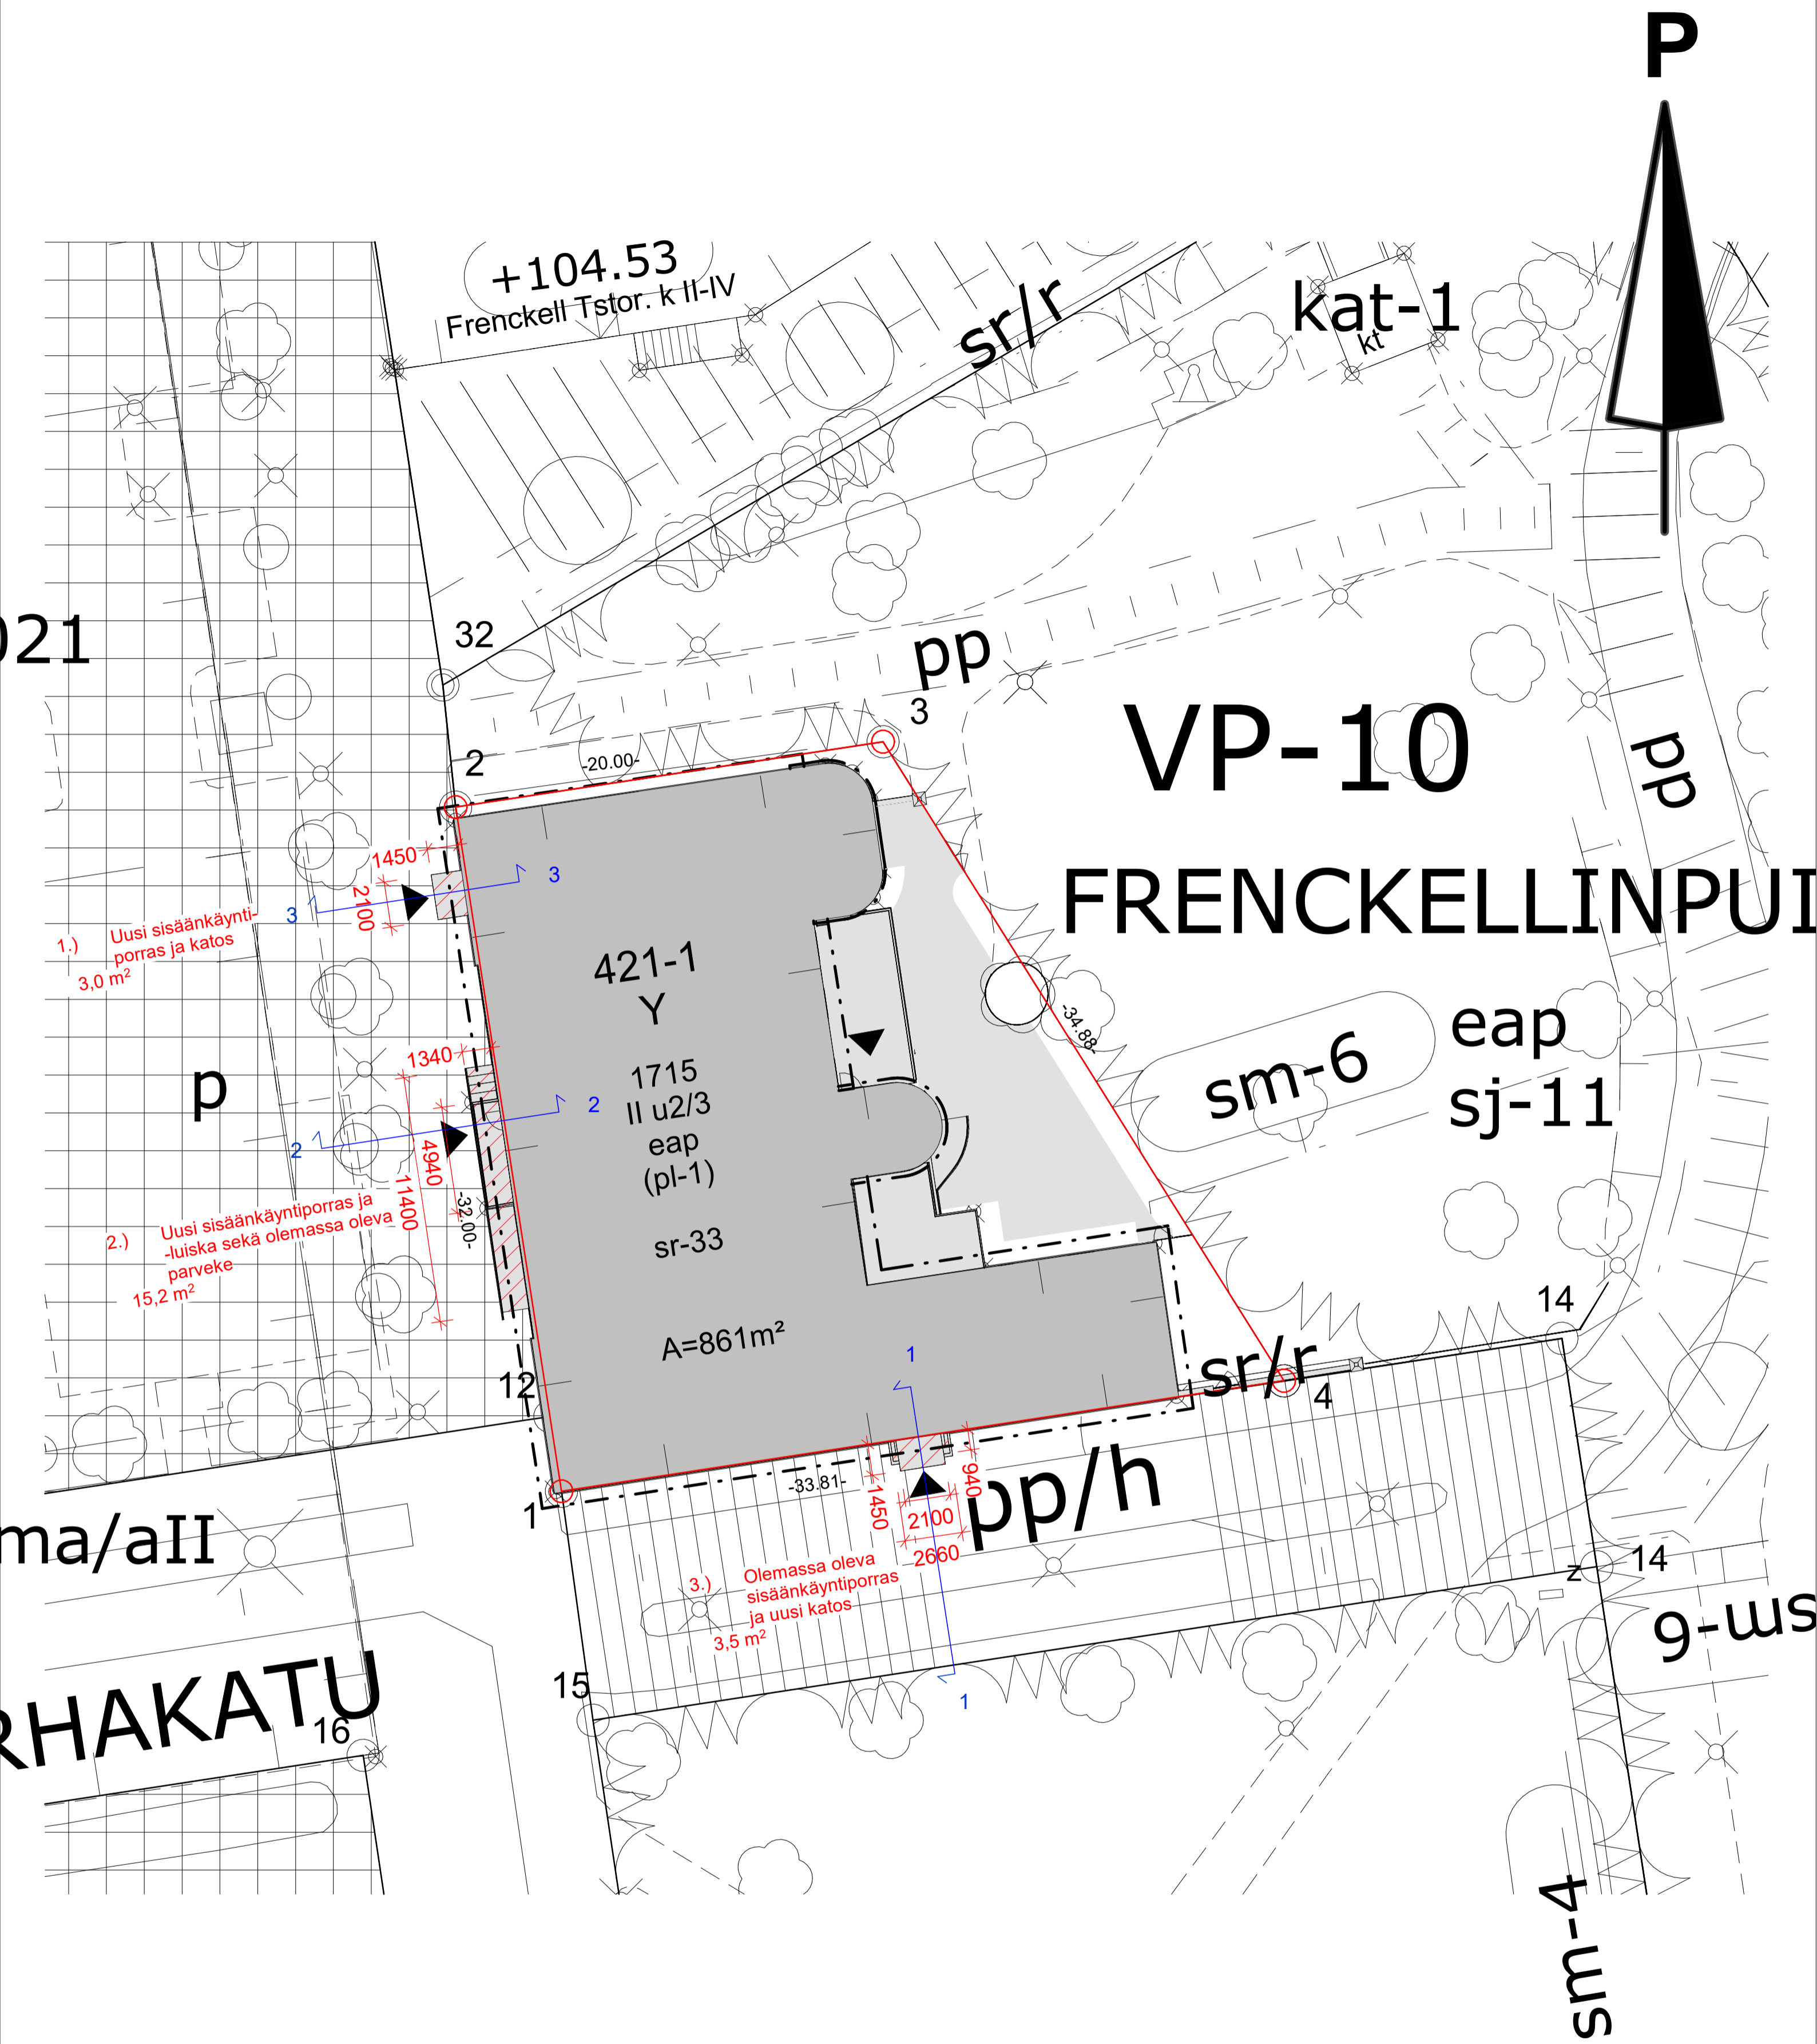 P
+104.53
Frenckell Tstor. k II-IV
sr/r
kat-1
kt
021
32
pp
3
VP-10
pp
2
-20.00-
FRENCKELLINPUI
1450
2100
3
3
1.) Uusi sisäänkäynti-
porras ja katos
3,0 m²
421-1
Y
1715
II u2/3
eap
(pl-1)
sr-33
A=861m²
-34.88-
sm-6
eap
sj-11
p
1340
2
2
4940
11400
-32.00-
2.) Uusi sisäänkäyntiporras ja
-luiska sekä olemassa oleva
parveke
15,2 m²
14
12
1
sr/r
4
1
-33.81-
1450
940
2100
2660
pp/h
ma/aII
3.) Olemassa oleva
sisäänkäyntiporras
ja uusi katos
3,5 m²
z
14
sm-6
RHAKATU
15
16
1
sm-4